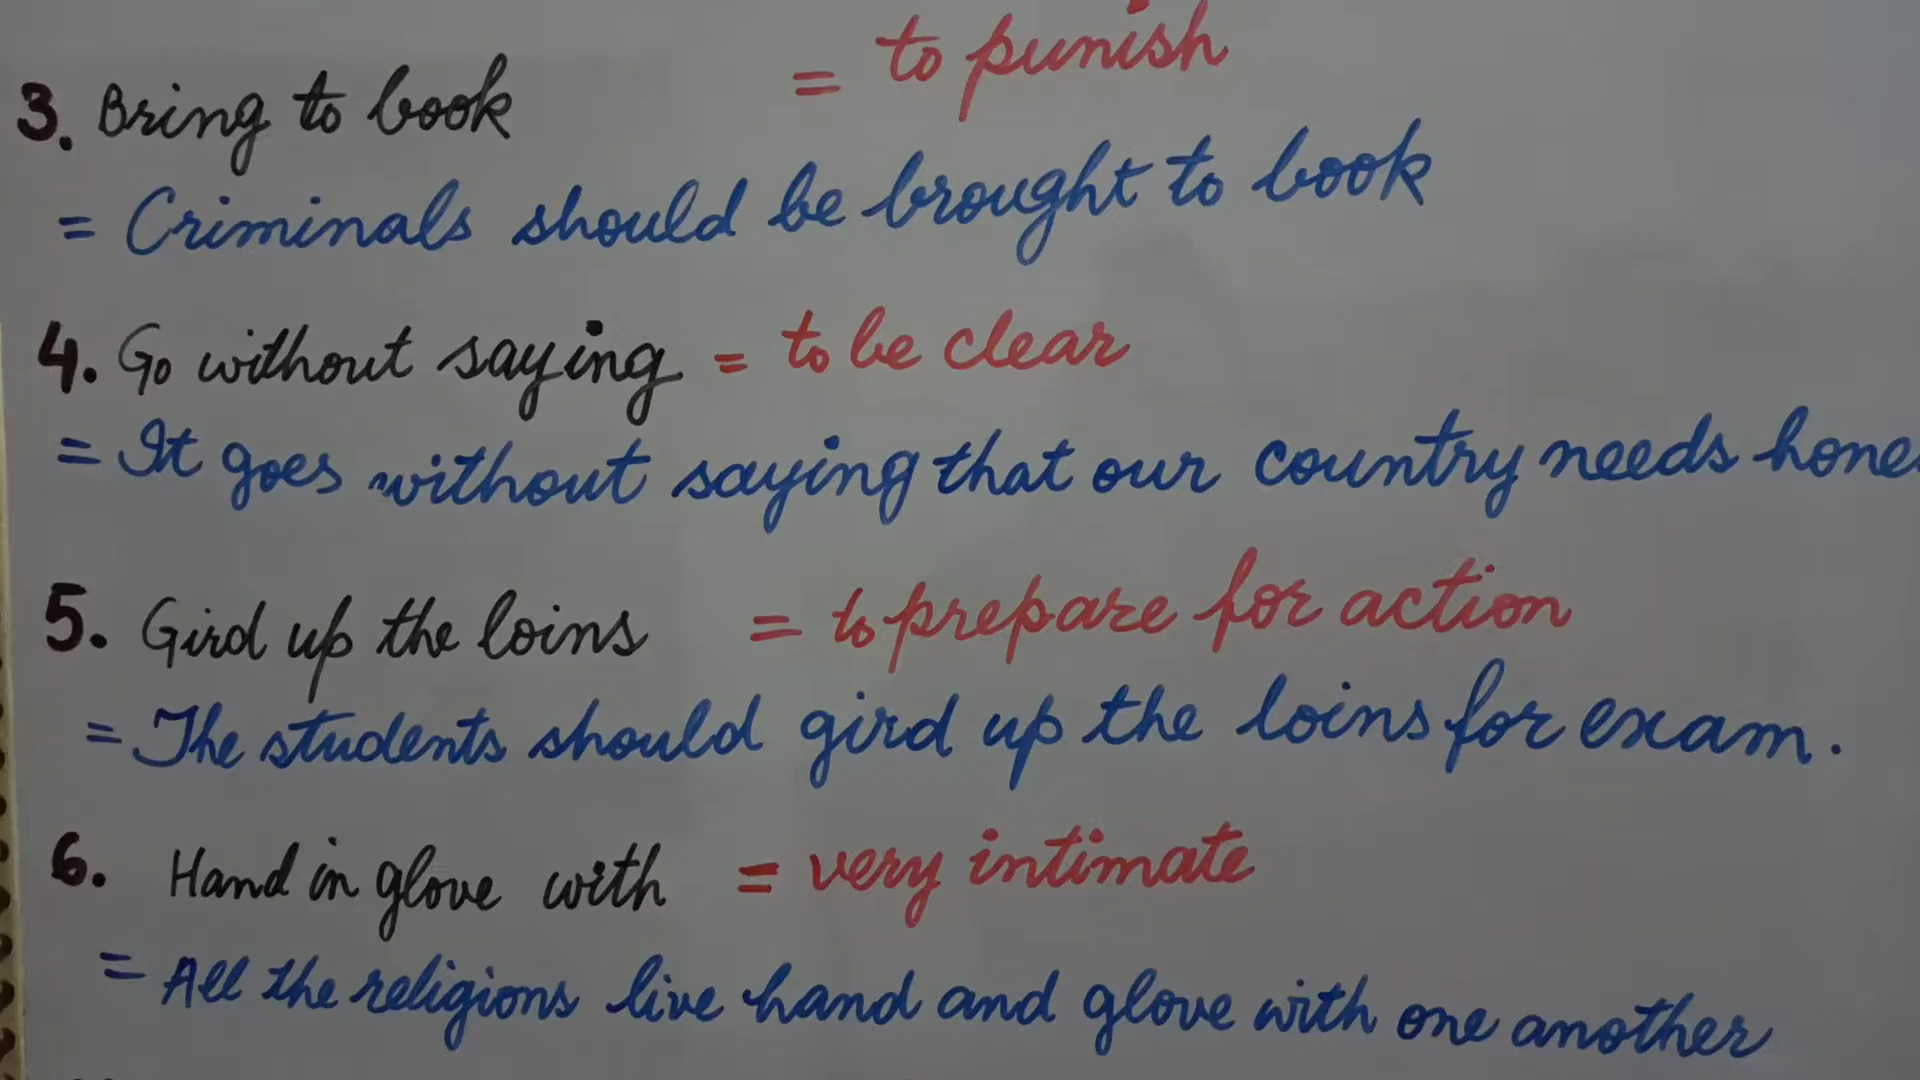 3. Bring to book = to punish
= Criminals should be brought to book
4. Go without saying = to be clear
= It goes without saying that our country needs
5. Gird up the loins = to prepare for action
= The students should gird up the loins for exam.
6. Hand in glove with = very intimate
= All the religions live hand and glove with one another